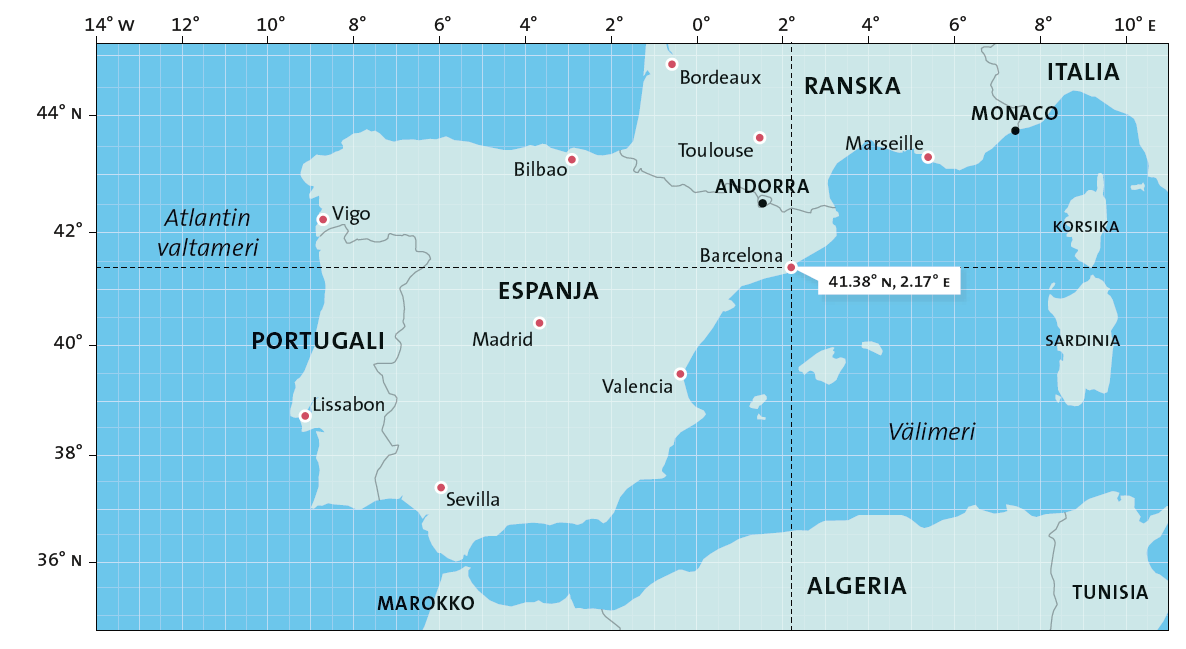 14° W 12° 10° 8° 6° 4° 2° 0° 2° 4° 6° 8° 10° E
Bordeaux
RANSKA
ITALIA
44° N
MONACO
Toulouse
Marseille
Bilbao
ANDORRA
Atlantin
valtameri
Vigo
KORSIKA
42°
Barcelona
41.38° N, 2.17° E
ESPANJA
PORTUGALI
Madrid
40°
SARDINIA
Valencia
Lissabon
Välimeri
38°
Sevilla
36° N
ALGERIA
TUNISIA
MAROKKO